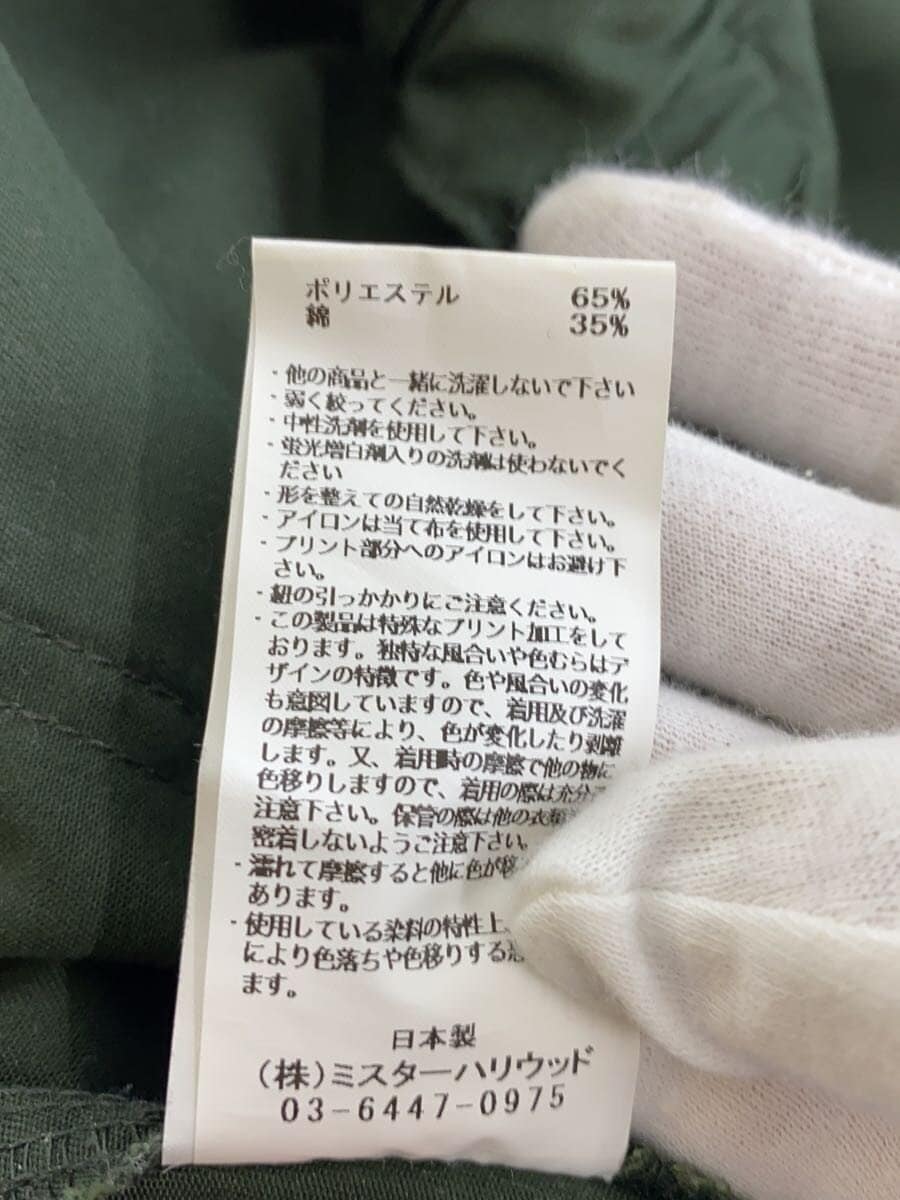 ポリエステル 65%
綿 35%
・他の商品と一緒に洗濯しないで下さい
・弱く絞ってください。
・中性洗剤を使用して下さい。
・蛍光増白剤入りの洗剤は使わないでく
ださい
・形を整えての自然乾燥をして下さい。
・アイロンは当て布を使用して下さい。
・プリント部分へのアイロンはお避け下
さい。
・紐の引っかかりにご注意ください。
・この製品は特殊なプリント加工をして
おります。独特な風合いや色むらはデ
ザインの特徴です。色や風合いの変化
も意図していますので、着用及び洗濯
の摩擦等により、色が変化したり剥離
します。又、着用時の摩擦で他の物に
色移りしますので、着用の際は充分
注意下さい。保管の際は他の衣類
密着しないようご注意下さい。
・濡れて摩擦すると他に色が移
あります。
・使用している染料の特性上、
により色落ちや色移りする
ます。
日本製
(株)ミスターハリウッド
03-6447-0975